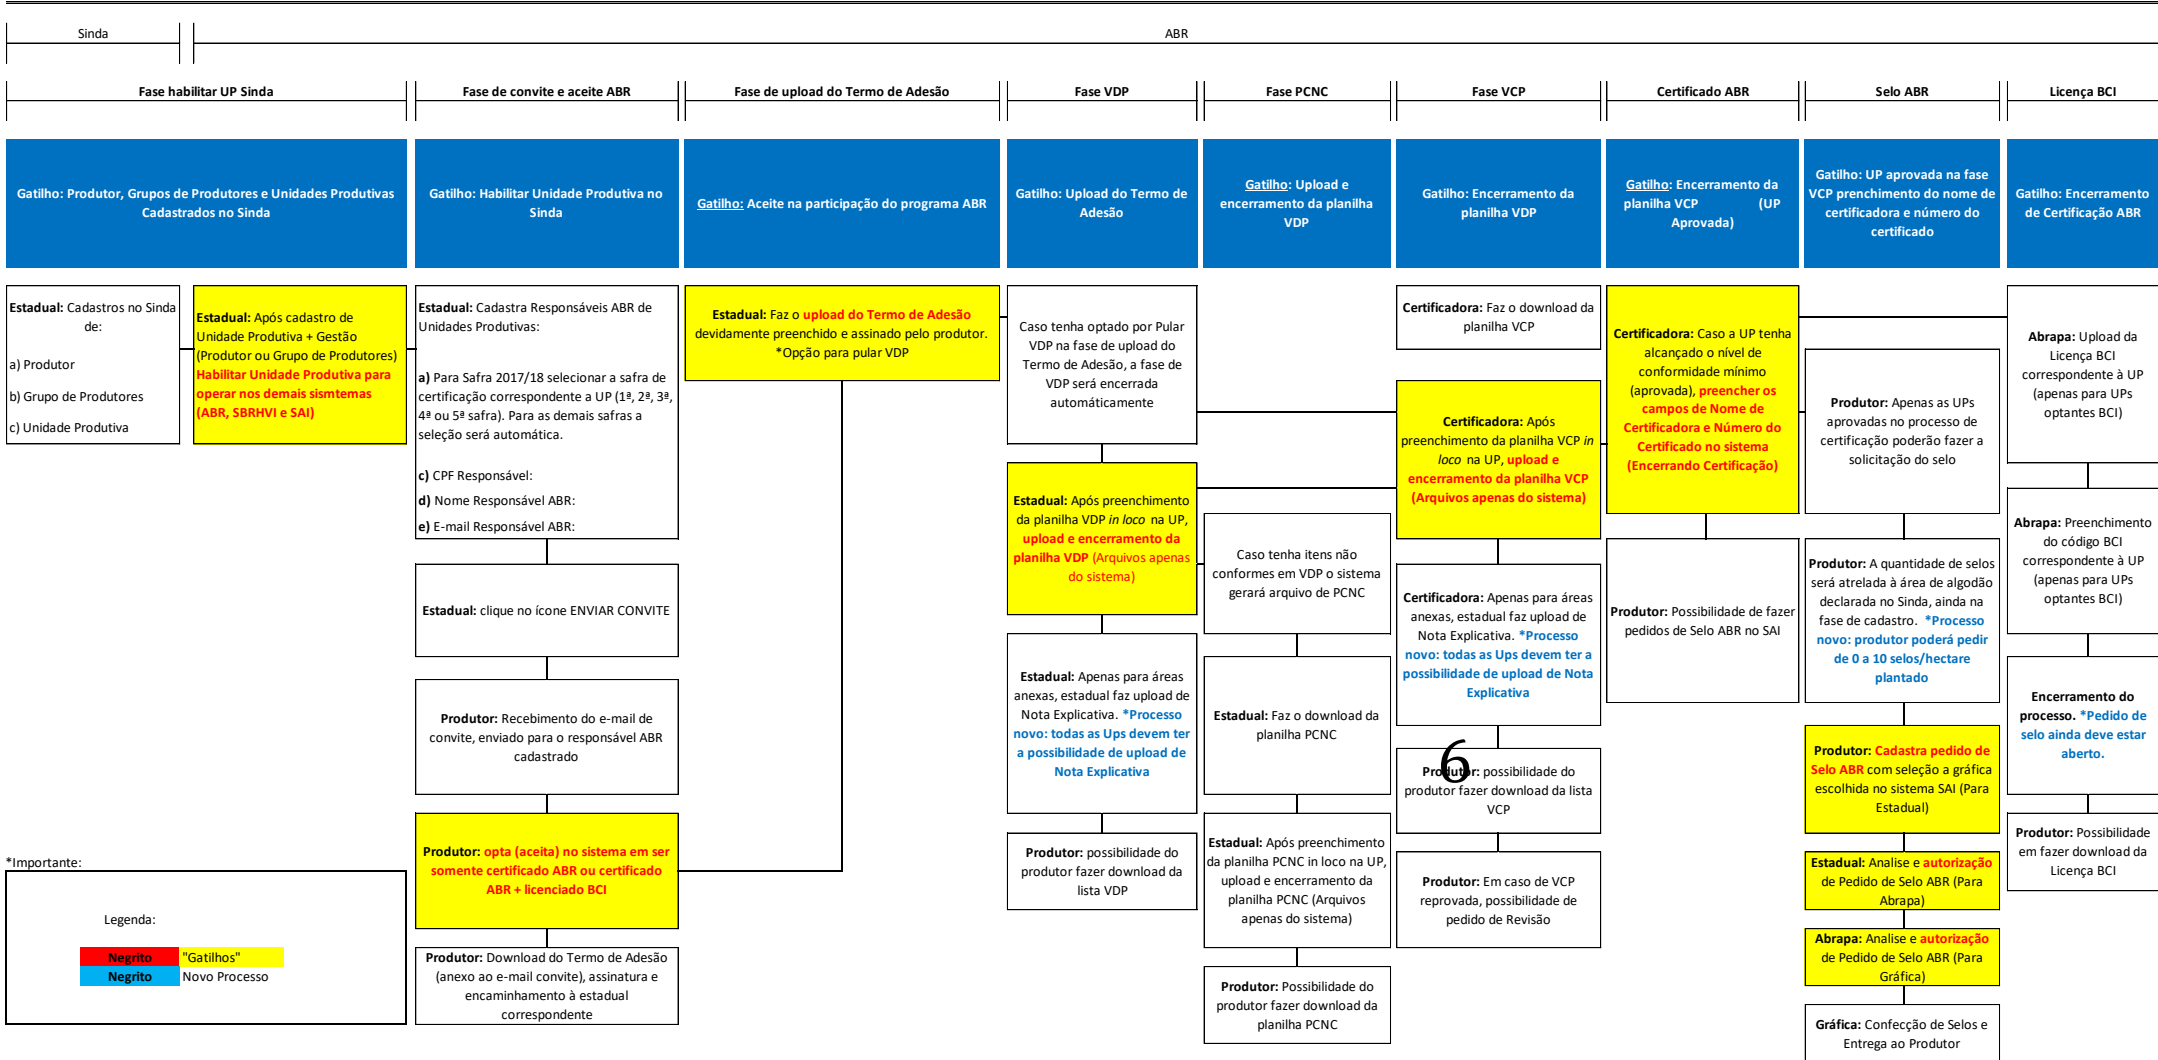 Sinda
ABR
Fase habilitar UP Sinda
Fase de convite e aceite ABR
Fase de upload do Termo de Adesão
Fase VDP
Fase PCNC
Fase VCP
Certificado ABR
Selo ABR
Licença BCI
Gatilho: Produtor, Grupos de Produtores e Unidades Produtivas
Cadastrados no Sinda
Gatilho: Habilitar Unidade Produtiva no
Sinda
Gatilho: Aceite na participação do programa ABR
Gatilho: Upload do Termo de
Adesão
Gatilho: Upload e
encerramento da planilha
VDP
Gatilho: Encerramento da
planilha VDP
Gatilho: Encerramento da
planilha VCP (UP
Aprovada)
Gatilho: UP aprovada na fase
VCP prenchimento do nome de
certificadora e número do
certificado
Gatilho: Encerramento
de Certificação ABR
Estadual: Cadastros no Sinda
de:
a) Produtor
b) Grupo de Produtores
c) Unidade Produtiva
Estadual: Após cadastro de
Unidade Produtiva + Gestão
(Produtor ou Grupo de Produtores)
Habilitar Unidade Produtiva para
operar nos demais sismtemas
(ABR, SBRHVI e SAI)
Estadual: Cadastra Responsáveis ABR de
Unidades Produtivas:
a) Para Safra 2017/18 selecionar a safra de
certificação correspondente a UP (1ª, 2ª, 3ª,
4ª ou 5ª safra). Para as demais safras a
seleção será automática.
c) CPF Responsável:
d) Nome Responsável ABR:
e) E-mail Responsável ABR:
Estadual: clique no ícone ENVIAR CONVITE
Produtor: Recebimento do e-mail de
convite, enviado para o responsável ABR
cadastrado
Produtor: opta (aceita) no sistema em ser
somente certificado ABR ou certificado
ABR + licenciado BCI
Produtor: Download do Termo de Adesão
(anexo ao e-mail convite), assinatura e
encaminhamento à estadual
correspondente
Estadual: Faz o upload do Termo de Adesão
devidamente preenchido e assinado pelo produtor.
*Opção para pular VDP
Caso tenha optado por Pular
VDP na fase de upload do
Termo de Adesão, a fase de
VDP será encerrada
automáticamente
Estadual: Após preenchimento
da planilha VDP in loco na UP,
upload e encerramento da
planilha VDP (Arquivos apenas
do sistema)
Estadual: Apenas para áreas
anexas, estadual faz upload de
Nota Explicativa. *Processo
novo: todas as Ups devem ter
a possibilidade de upload de
Nota Explicativa
Produtor: possibilidade do
produtor fazer download da
lista VDP
Caso tenha itens não
conformes em VDP o sistema
gerará arquivo de PCNC
Estadual: Faz o download da
planilha PCNC
Estadual: Após preenchimento
da planilha PCNC in loco na UP,
upload e encerramento da
planilha PCNC (Arquivos
apenas do sistema)
Produtor: Possibilidade do
produtor fazer download da
planilha PCNC
Certificadora: Faz o download da
planilha VCP
Certificadora: Após
preenchimento da planilha VCP in
loco na UP, upload e
encerramento da planilha VCP
(Arquivos apenas do sistema)
Certificadora: Apenas para áreas
anexas, estadual faz upload de
Nota Explicativa. *Processo
novo: todas as Ups devem ter a
possibilidade de upload de Nota
Explicativa
6
Produtor: possibilidade do
produtor fazer download da lista
VCP
Produtor: Em caso de VCP
reprovada, possibilidade de
pedido de Revisão
Certificadora: Caso a UP tenha
alcançado o nível de
conformidade mínimo
(aprovada), preencher os
campos de Nome de
Certificadora e Número do
Certificado no sistema
(Encerrando Certificação)
Produtor: Possibilidade de fazer
pedidos de Selo ABR no SAI
Produtor: Apenas as UPs
aprovadas no processo de
certificação poderão fazer a
solicitação do selo
Produtor: A quantidade de selos
será atrelada à área de algodão
declarada no Sinda, ainda na
fase de cadastro. *Processo
novo: produtor poderá pedir
de 0 a 10 selos/hectare
plantado
Produtor: Cadastra pedido de
Selo ABR com seleção a gráfica
escolhida no sistema SAI (Para
Estadual)
Estadual: Analise e autorização
de Pedido de Selo ABR (Para
Abrapa)
Abrapa: Analise e autorização
de Pedido de Selo ABR (Para
Gráfica)
Gráfica: Confecção de Selos e
Entrega ao Produtor
Abrapa: Upload da
Licença BCI
correspondente à UP
(apenas para UPs
optantes BCI)
Abrapa: Preenchimento
do código BCI
correspondente à UP
(apenas para UPs
optantes BCI)
Encerramento do
processo. *Pedido de
selo ainda deve estar
aberto.
Produtor: Possibilidade
em fazer download da
Licença BCI
*Importante:
Legenda:
Negrito "Gatilhos"
Negrito Novo Processo